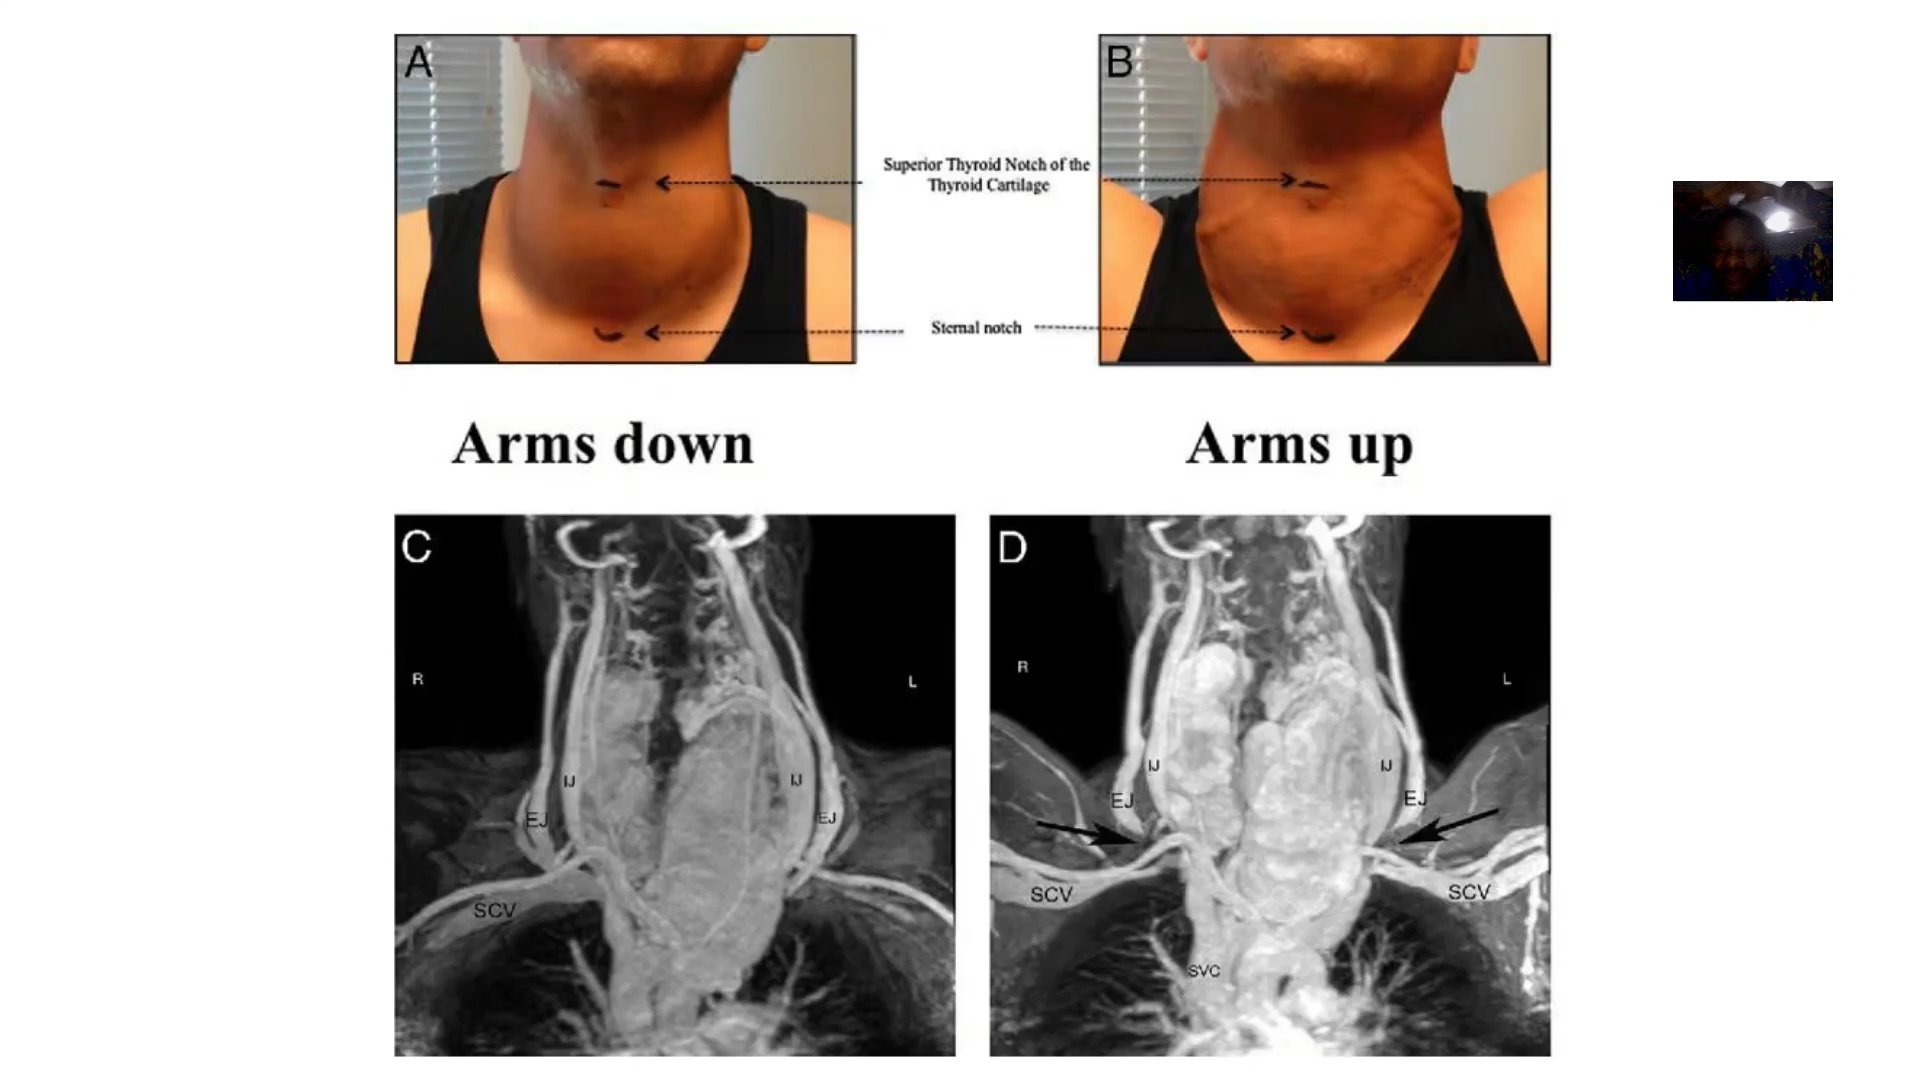 A
B
Superior Thyroid Notch of the
Thyroid Cartilage
Sternal notch
Arms down
Arms up
C
D
R
L
R
L
IJ
IJ
EJ
EJ
SCV
IJ
IJ
EJ
EJ
SCV
SCV
SVC